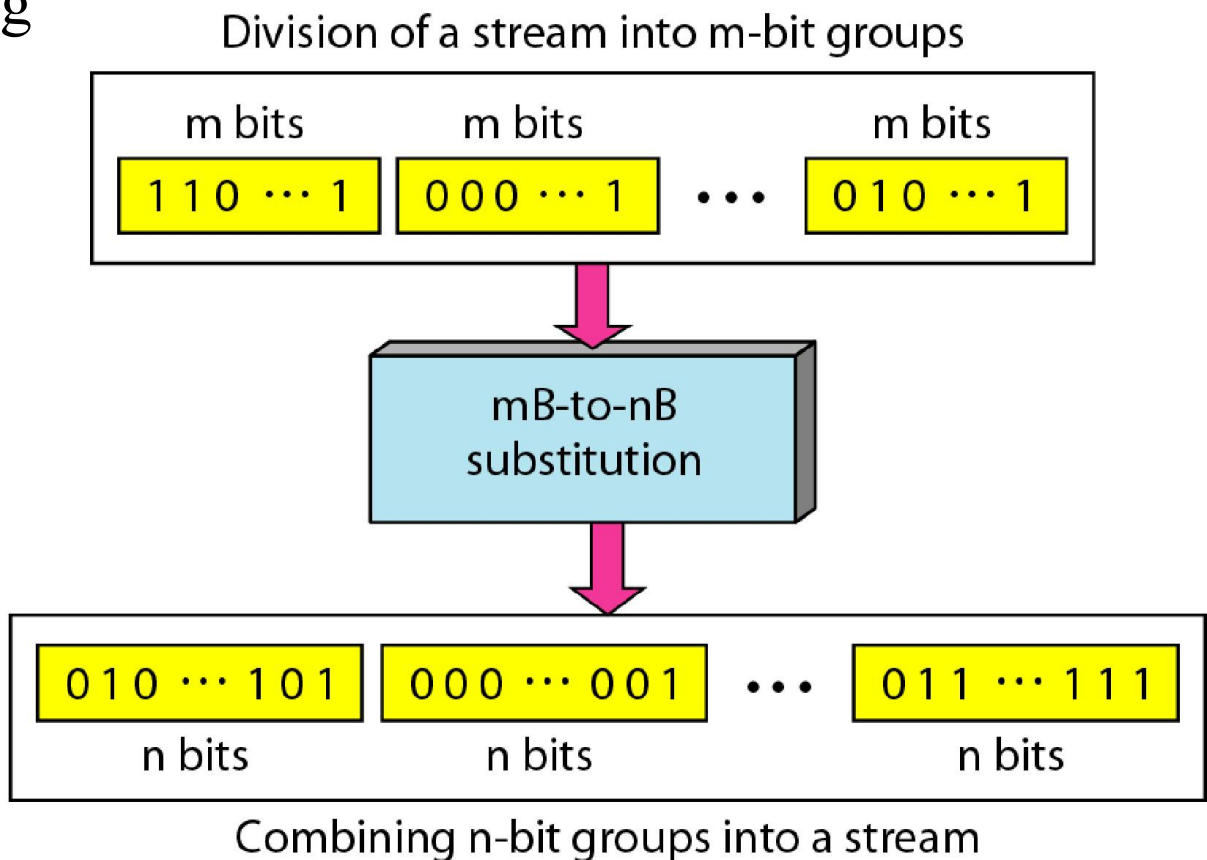 g
Division of a stream into m-bit groups
m bits m bits m bits
1 1 0 ··· 1 0 0 0 ··· 1 ••• 0 1 0 ··· 1
mB-to-nB
substitution
0 1 0 ··· 1 0 1 0 0 0 ··· 0 0 1 ••• 0 1 1 ··· 1 1 1
n bits n bits n bits
Combining n-bit groups into a stream